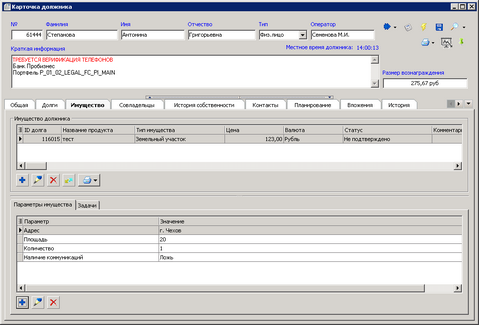 Карточка должника
№ Фамилия Имя Отчество Тип Оператор
61444 Степанова Антонина Григорьевна Физ.лицо Семенова М.И.
Краткая информация Местное время должника: 14:00:13
ТРЕБУЕТСЯ ВЕРИФИКАЦИЯ ТЕЛЕФОНОВ
Банк Пробизнес
Портфель P_01_02_LEGAL_FC_PI_MAIN
Размер вознаграждения
275,67 руб
Общая Долги Имущество Совладельцы История собственности Контакты Планирование Вложения История
Имущество должника
ID долга Название продукта Тип имущества Цена Валюта Статус Комментари
116015 тест Земельный участок 123,00 Рубль Не подтверждено
Параметры имущества Задачи
Параметр Значение
Адрес г. Чехов
Площадь 20
Количество 1
Наличие коммуникаций Ложь